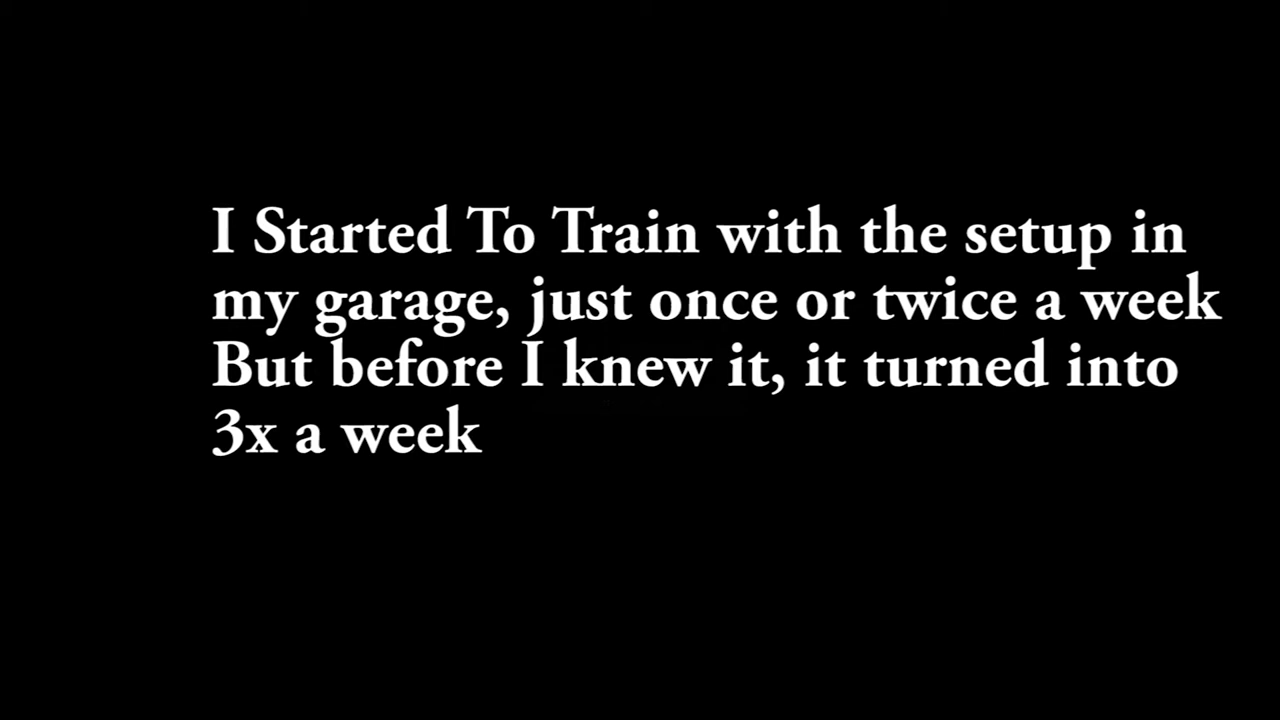 I Started To Train with the setup in
my garage, just once or twice a week
But before I knew it, it turned into
3x a week